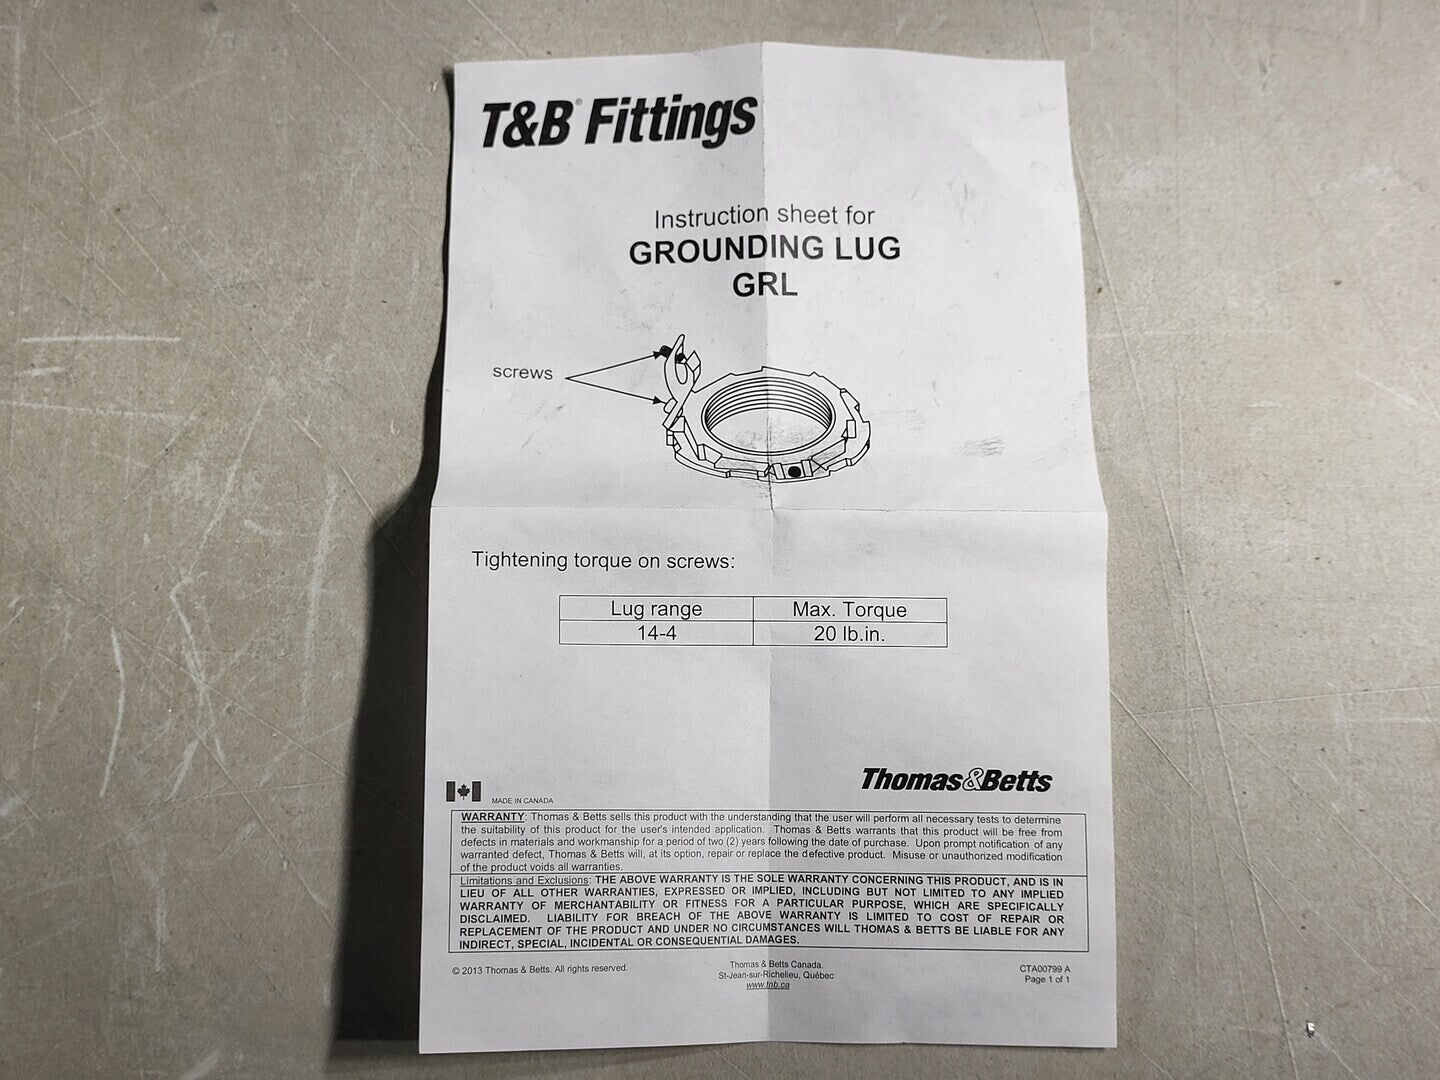 T&B® Fittings
Instruction sheet for
GROUNDING LUG
GRL
screws
Tightening torque on screws:
Lug range Max. Torque
14-4 20 lb.in.
Thomas&Betts
MADE IN CANADA
WARRANTY: Thomas & Betts sells this product with the understanding that the user will perform all necessary tests to determine
the suitability of this product for the user's intended application. Thomas & Betts warrants that this product will be free from
defects in materials and workmanship for a period of two (2) years following the date of purchase. Upon prompt notification of any
warranted defect, Thomas & Betts will, at its option, repair or replace the defective product. Misuse or unauthorized modification
of the product voids all warranties.
Limitations and Exclusions: THE ABOVE WARRANTY IS THE SOLE WARRANTY CONCERNING THIS PRODUCT, AND IS IN
LIEU OF ALL OTHER WARRANTIES, EXPRESSED OR IMPLIED, INCLUDING BUT NOT LIMITED TO ANY IMPLIED
WARRANTY OF MERCHANTABILITY OR FITNESS FOR A PARTICULAR PURPOSE, WHICH ARE SPECIFICALLY
DISCLAIMED. LIABILITY FOR BREACH OF THE ABOVE WARRANTY IS LIMITED TO COST OF REPAIR OR
REPLACEMENT OF THE PRODUCT AND UNDER NO CIRCUMSTANCES WILL THOMAS & BETTS BE LIABLE FOR ANY
INDIRECT, SPECIAL, INCIDENTAL OR CONSEQUENTIAL DAMAGES.
© 2013 Thomas & Betts. All rights reserved.
Thomas & Betts Canada.
St-Jean-sur-Richelieu, Québec
www.tnb.ca
CTA00799 A
Page 1 of 1